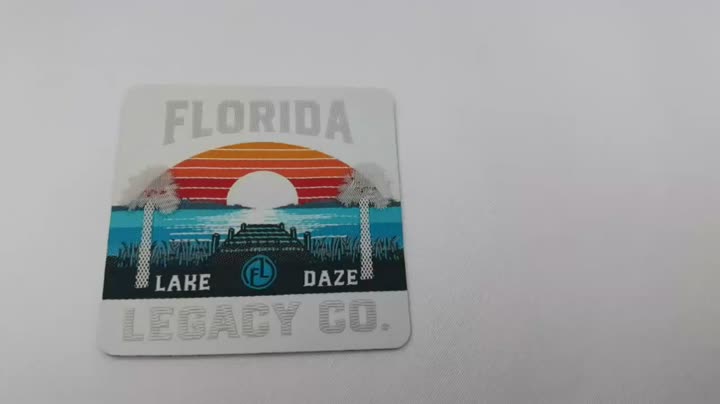 FLORIDA
LAKE FL DAZE
LEGACY CO.